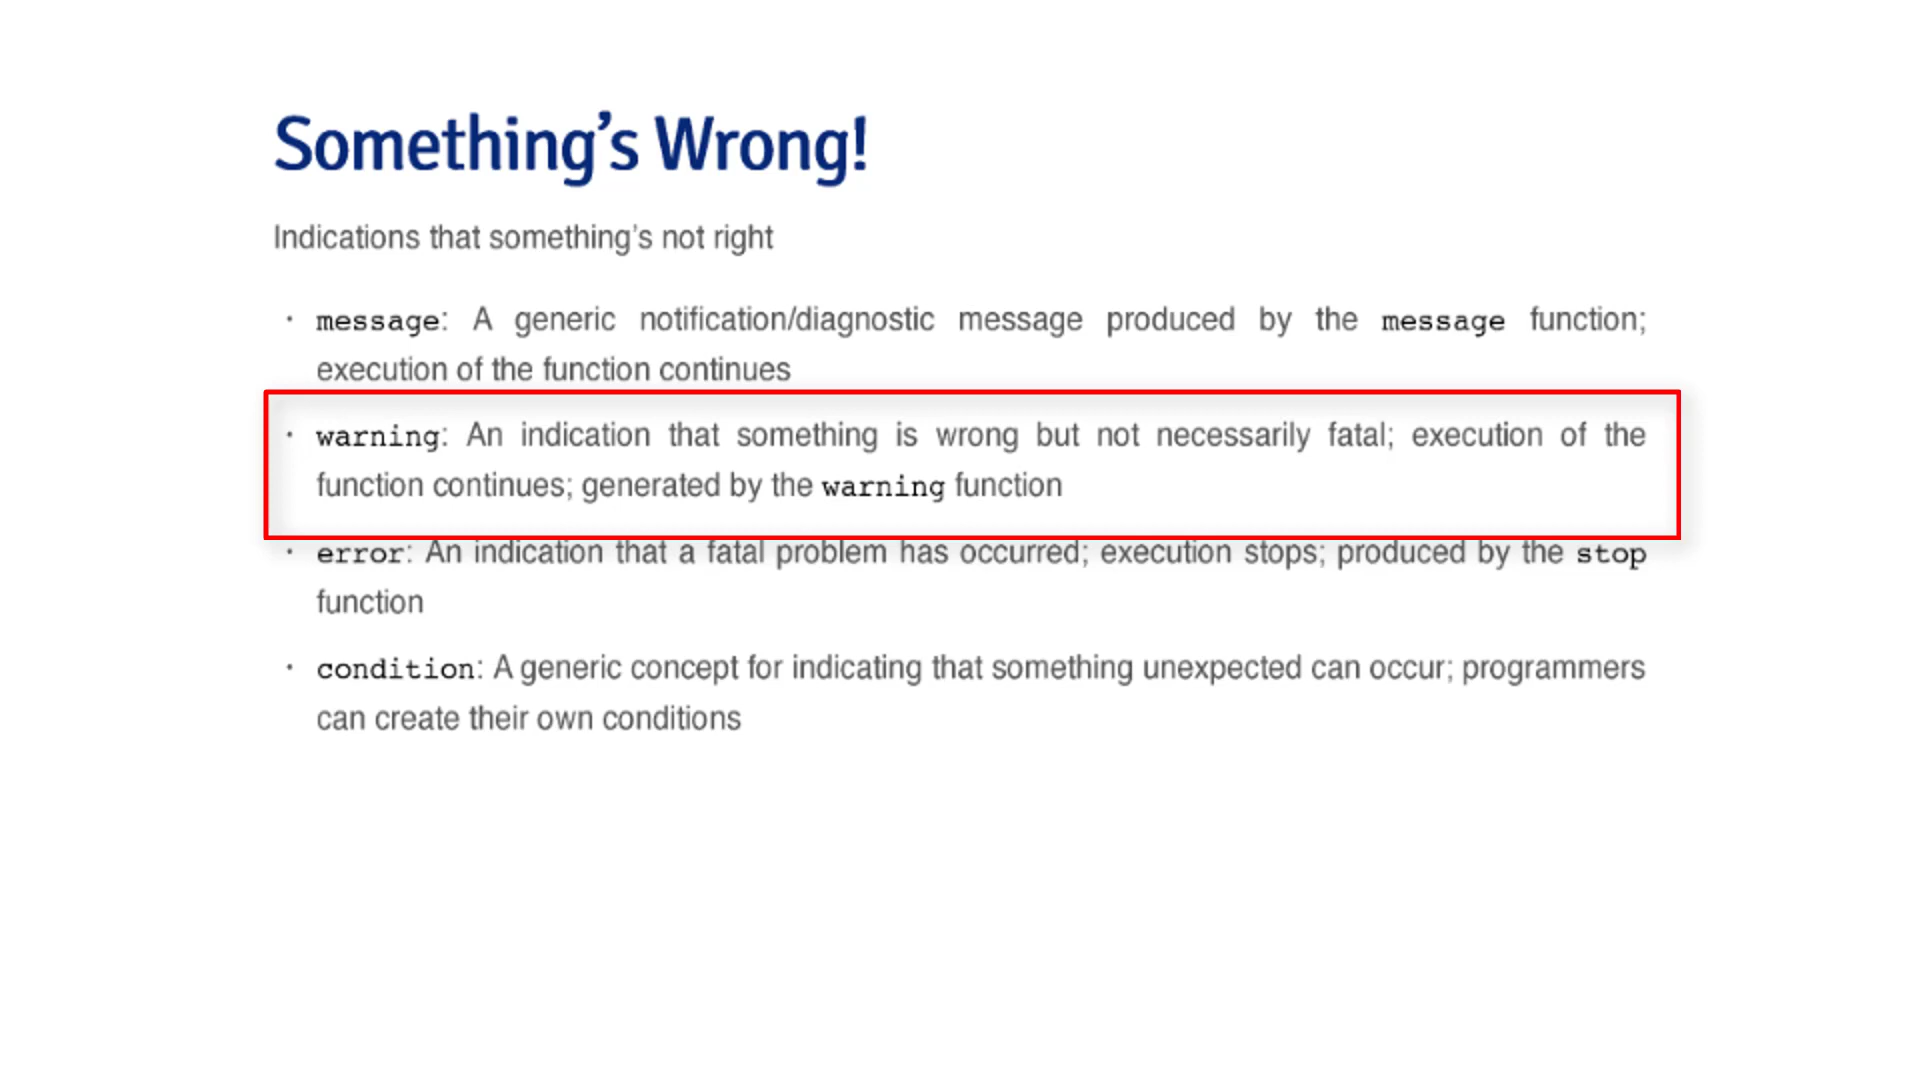 Something’s Wrong!
Indications that something’s not right
· message: A generic notification/diagnostic message produced by the message function;
execution of the function continues
· warning: An indication that something is wrong but not necessarily fatal; execution of the
function continues; generated by the warning function
· error: An indication that a fatal problem has occurred; execution stops; produced by the stop
function
· condition: A generic concept for indicating that something unexpected can occur; programmers
can create their own conditions